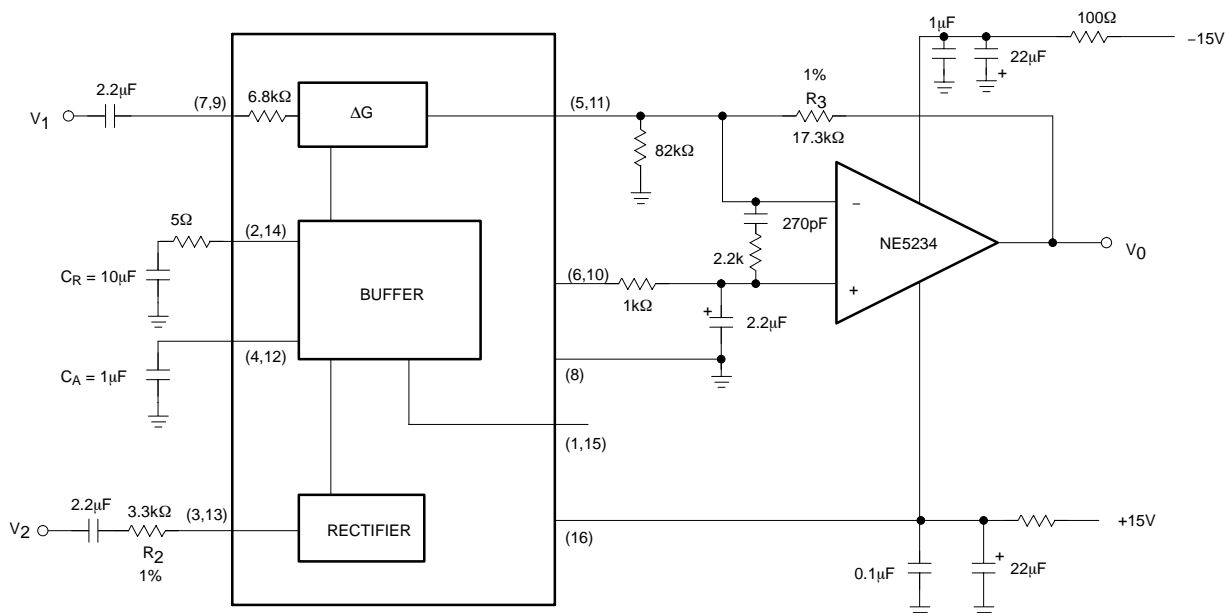 1µF
100Ω
–15V
22µF
+
2.2µF
(7,9)
6.8kΩ
ΔG
(5,11)
1%
R3
17.3kΩ
V1
82kΩ
5Ω
(2,14)
270pF
–
NE5234
V0
2.2k
CR = 10µF
BUFFER
(6,10)
1kΩ
+
+
2.2µF
(4,12)
CA = 1µF
(8)
(1,15)
2.2µF
3.3kΩ
(3,13)
V2
RECTIFIER
R2
1%
(16)
+15V
0.1µF
+
22µF